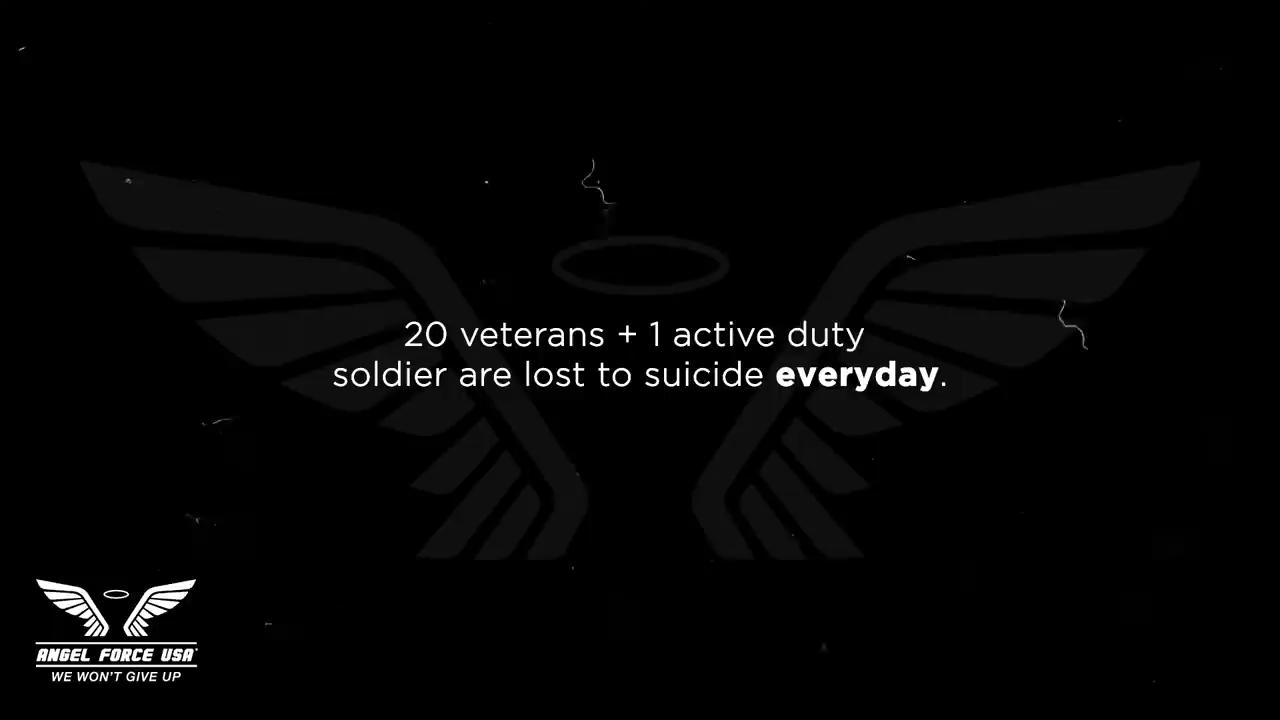 20 veterans + 1 active duty
soldier are lost to suicide everyday.
ANGEL FORCE USA
WE WON'T GIVE UP